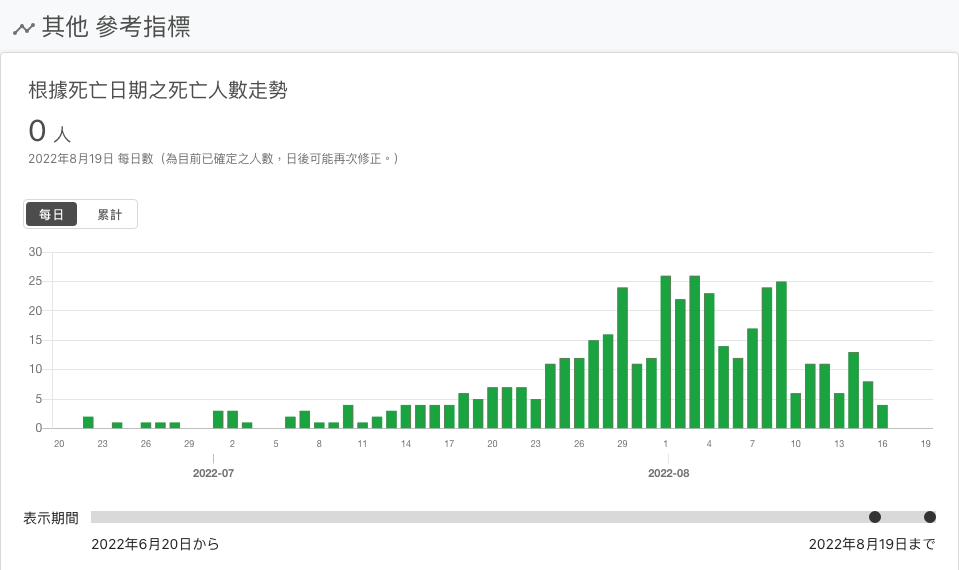 其他 參考指標
根據死亡日期之死亡人數走勢
0 人
2022年8月19日 每日數（為目前已確定之人數，日後可能再次修正。）
每日 累計
30
25
20
15
10
5
0
20 23 26 29 2 5 8 11 14 17 20 23 26 29 1 4 7 10 13 16 19
2022-07 2022-08
表示期間
2022年6月20日から 2022年8月19日まで